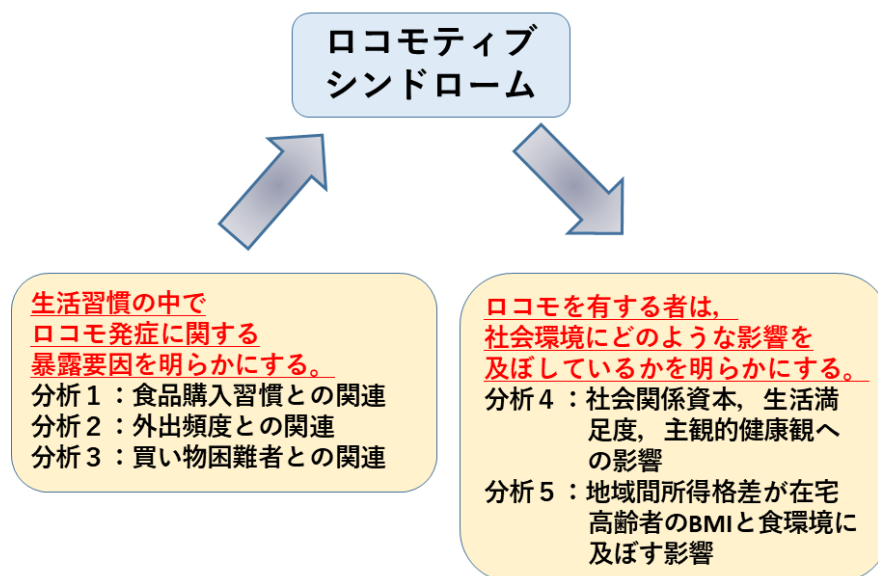 ロコモティブ
シンドローム
生活習慣の中で
ロコモ発症に関する
暴露要因を明らかにする。
分析１：食品購入習慣との関連
分析２：外出頻度との関連
分析３：買い物困難者との関連
ロコモを有する者は，
社会環境にどのような影響を
及ぼしているかを明らかにする。
分析４：社会関係資本，生活満
足度，主観的健康観へ
の影響
分析５：地域間所得格差が在宅
高齢者のBMIと食環境に
及ぼす影響